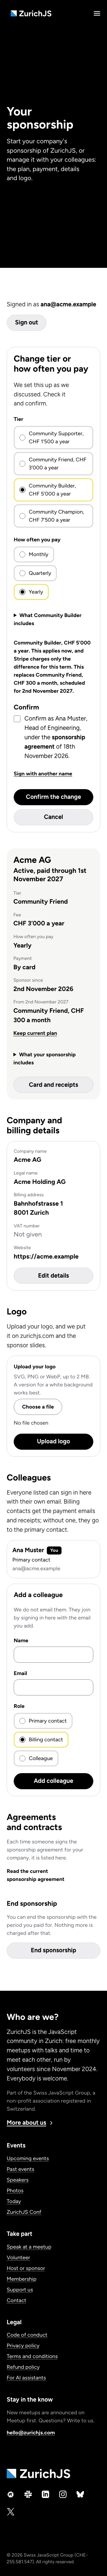 ZurichJS
Your
sponsorship
Start your company's
sponsorship of ZurichJS, or
manage it with your colleagues:
the plan, payment, details
and logo.
Signed in as ana@acme.example
Sign out
Change tier or
how often you pay
We set this up as we
discussed. Check it
and confirm.
Tier
Community Supporter,
CHF 1'500 a year
Community Friend, CHF
3'000 a year
Community Builder,
CHF 5'000 a year
Community Champion,
CHF 7'500 a year
How often you pay
Monthly
Quarterly
Yearly
What Community Builder
includes
Community Builder, CHF 5'000
a year. This applies now, and
Stripe charges only the
difference for this term. This
replaces Community Friend,
CHF 300 a month, scheduled
for 2nd November 2027.
Confirm
Confirm as Ana Muster,
Head of Engineering,
under the sponsorship
agreement of 18th
November 2026.
Sign with another name
Confirm the change
Cancel
Acme AG
Active, paid through 1st
November 2027
Tier
Community Friend
Fee
CHF 3'000 a year
How often you pay
Yearly
Payment
By card
Sponsor since
2nd November 2026
From 2nd November 2027
Community Friend, CHF
300 a month
Keep current plan
What your sponsorship
includes
Card and receipts
Company and
billing details
Company name
Acme AG
Legal name
Acme Holding AG
Billing address
Bahnhofstrasse 1
8001 Zurich
VAT number
Not given
Website
https://acme.example
Edit details
Logo
Upload your logo, and we put
it on zurichjs.com and the
sponsor slides.
Upload your logo
SVG, PNG or WebP, up to 2 MB.
A version for a white background
works best.
Choose a file
No file chosen
Upload logo
Colleagues
Everyone listed can sign in here
with their own email. Billing
contacts get the payment emails
and receipts; without one, they go
to the primary contact.
Ana Muster You
Primary contact
ana@acme.example
Add a colleague
We do not email them. They join
by signing in here with the email
you add.
Name
Email
Role
Primary contact
Billing contact
Colleague
Add colleague
Agreements
and contracts
Each time someone signs the
sponsorship agreement for your
company, it is listed here.
Read the current
sponsorship agreement
End sponsorship
You can end sponsorship with the
period you paid for. Nothing more is
charged after that.
End sponsorship
Who are we?
ZurichJS is the JavaScript
community in Zurich: free monthly
meetups with talks and time to
meet each other, run by
volunteers since November 2024.
Everybody is welcome.
Part of the Swiss JavaScript Group, a
non-profit association registered in
Switzerland.
More about us
Events
Upcoming events
Past events
Speakers
Photos
Today
ZurichJS Conf
Take part
Speak at a meetup
Volunteer
Host or sponsor
Membership
Support us
Contact
Legal
Code of conduct
Privacy policy
Terms and conditions
Refund policy
For AI assistants
Stay in the know
New meetups are announced on
Meetup first. Questions? Write to us.
hello@zurichjs.com
ZurichJS
© 2026 Swiss JavaScript Group (CHE-
255.581.547). All rights reserved.